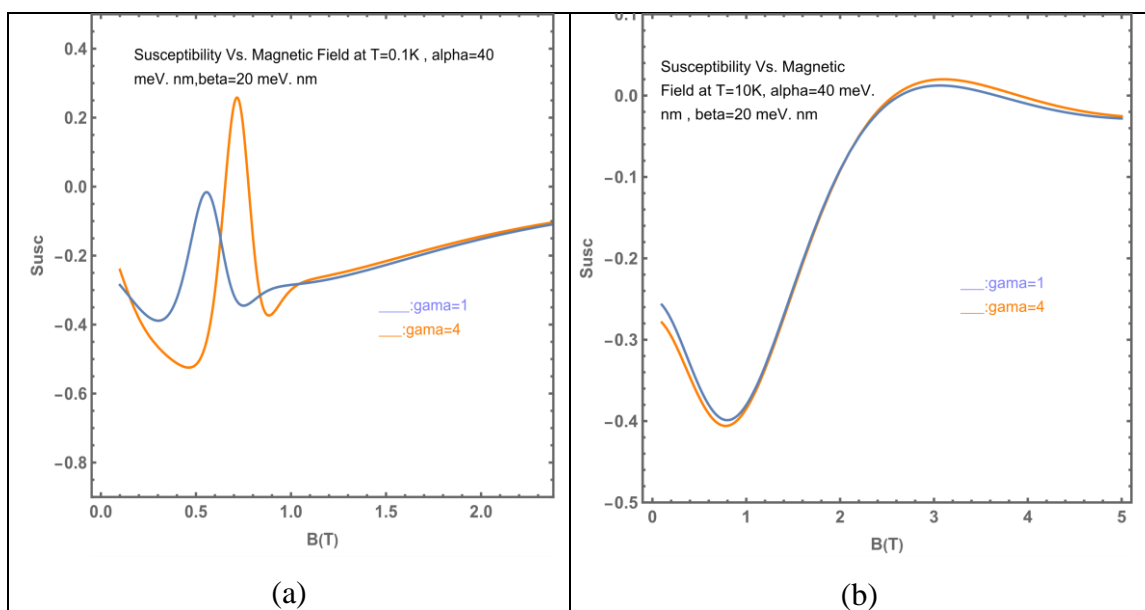 Susceptibility Vs. Magnetic Field at T=0.1K , alpha=40
meV. nm,beta=20 meV. nm
0.4
0.2
0.0
−0.2
−0.4
−0.6
−0.8
Susc
___:gama=1
___:gama=4
0.0 0.5 1.0 1.5 2.0
B(T)
(a)
Susceptibility Vs. Magnetic
Field at T=10K, alpha=40 meV.
nm , beta=20 meV. nm
0.1
0.0
−0.1
−0.2
−0.3
−0.4
−0.5
Susc
___:gama=1
___:gama=4
0 1 2 3 4 5
B(T)
(b)